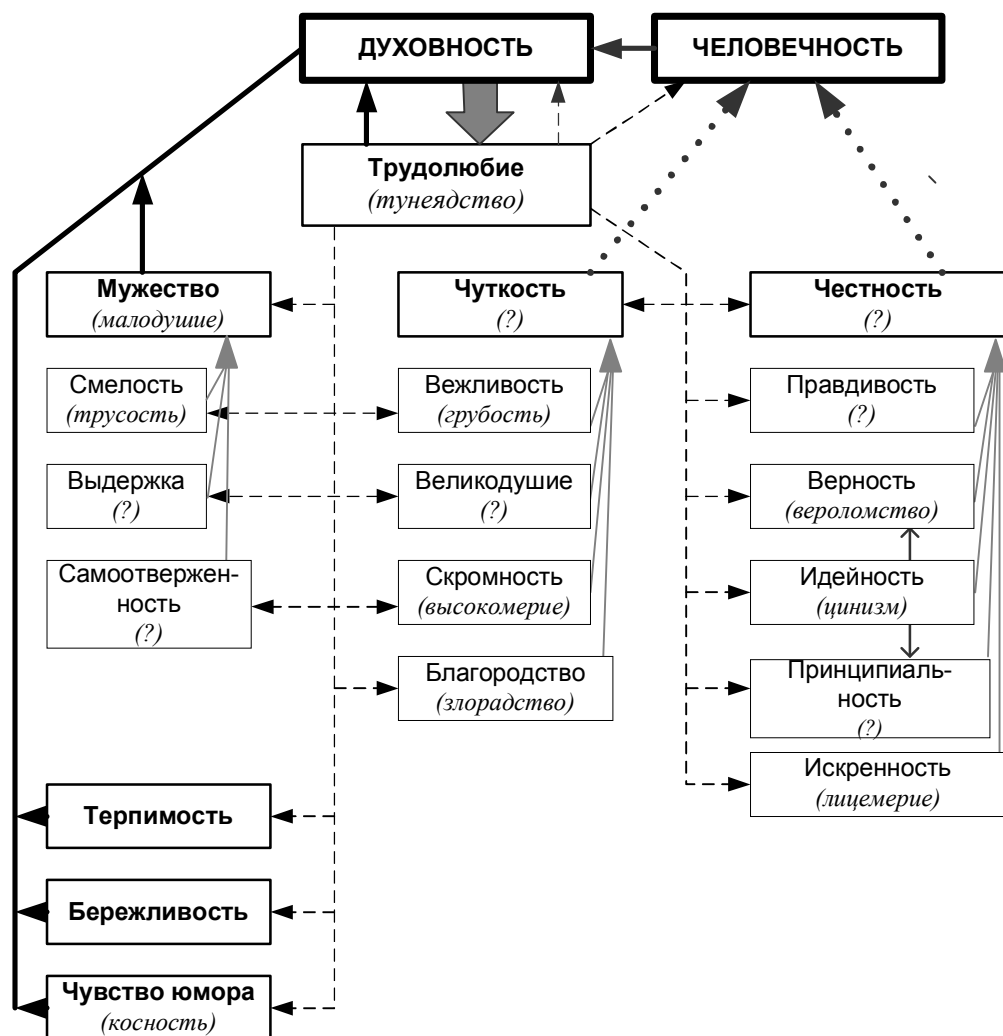 ДУХОВНОСТЬ
ЧЕЛОВЕЧНОСТЬ
Трудолюбие
(тунеядство)
Мужество
(малодушие)
Чуткость
(?)
Честность
(?)
Смелость
(трусость)
Вежливость
(грубость)
Правдивость
(?)
Выдержка
(?)
Великодушие
(?)
Верность
(вероломство)
Самоотвержен-
ность
(?)
Скромность
(высокомерие)
Идейность
(цинизм)
Благородство
(злорадство)
Принципиаль-
ность
(?)
Искренность
(лицемерие)
Терпимость
Бережливость
Чувство юмора
(косность)